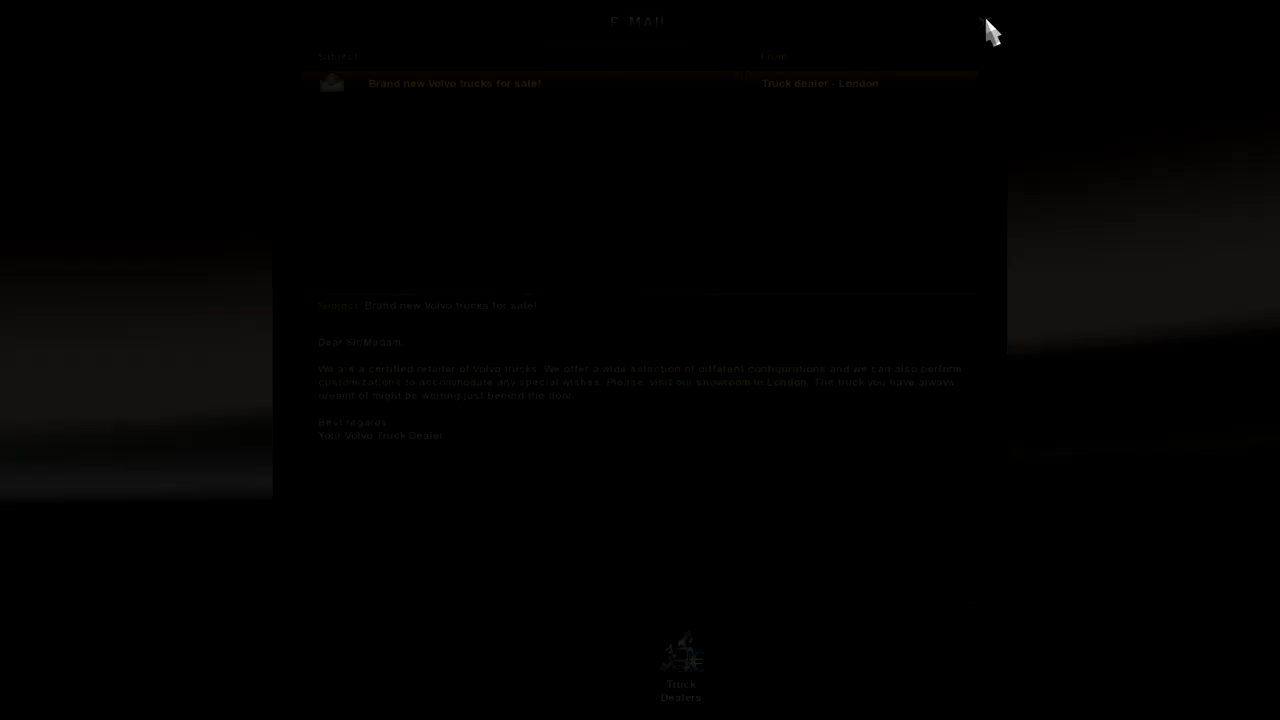 E-MAIL
Subject: From:
Brand new Volvo trucks for sale! Truck dealer - London
Subject: Brand new Volvo trucks for sale!
Dear Sir/Madam,
We are a certified retailer of Volvo trucks. We offer a wide selection of different configurations and we can also perform
customizations to accommodate any special wishes. Please, visit our showroom in London. The truck you have always
dreamt of might be waiting just behind the door.
Best regards
Your Volvo Truck Dealer
Truck
Dealers